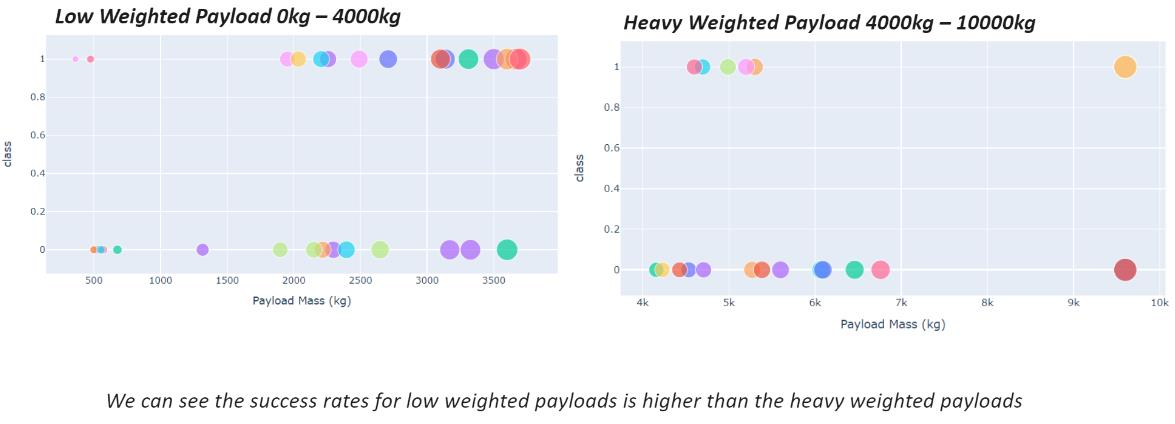 Low Weighted Payload 0kg – 4000kg
Heavy Weighted Payload 4000kg – 10000kg
class
1
0.8
0.6
0.4
0.2
0
500
1000
1500
2000
2500
3000
3500
Payload Mass (kg)
class
1
0.8
0.6
0.4
0.2
0
4k
5k
6k
7k
8k
9k
10k
Payload Mass (kg)
We can see the success rates for low weighted payloads is higher than the heavy weighted payloads